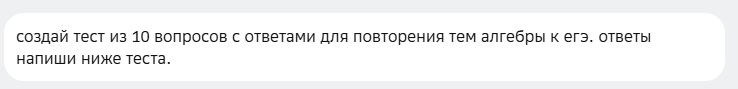 создай тест из 10 вопросов с ответами для повторения тем алгебры к егэ. ответы
напиши ниже теста.